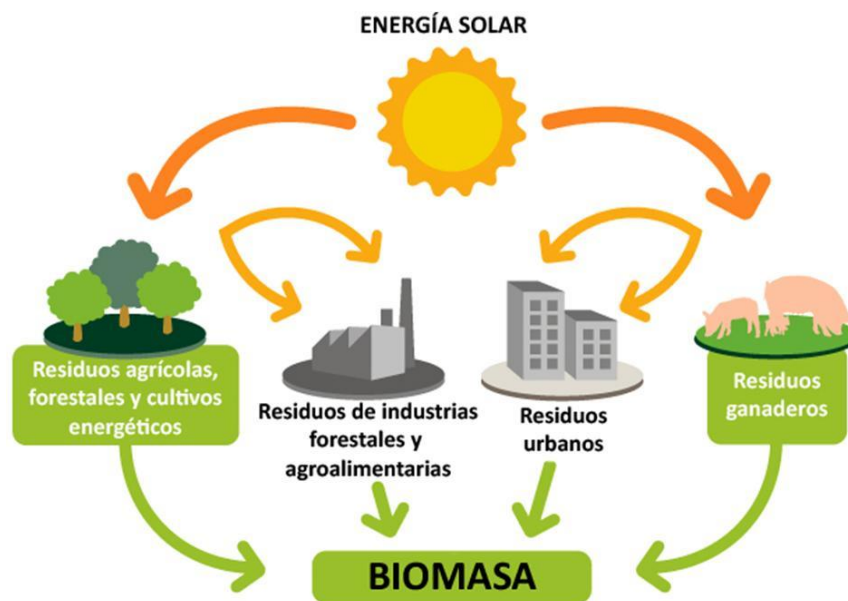 ENERGÍA SOLAR
Residuos agrícolas,
forestales y cultivos
energéticos
Residuos de industrias
forestales y
agroalimentarias
Residuos
urbanos
Residuos
ganaderos
BIOMASA